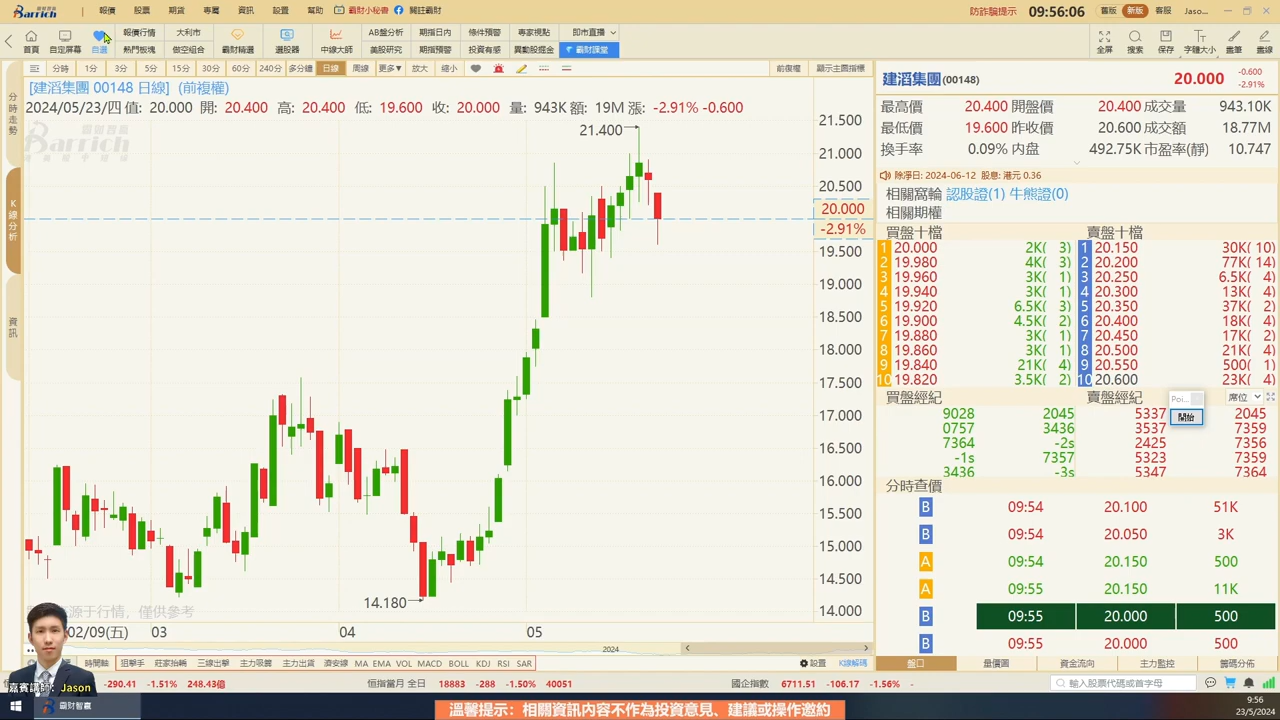 Barrich 報價 股票 期貨 專屬 資訊 設置 幫助 霸財小秘書 關註霸財 防詐騙提示 09:56:06 舊版 新版 客服 Jaso...
首頁 自定屏幕 自選 報價行情 大利市 霸財精選 選股器 中線大師 AB盤分析 期指日內 條件預警 專家視點 即市直播 全屏 搜索 保存 字體大小 畫筆 畫線
熱門板塊 做空組合 美股研究 期指預警 投資有感 異動股掘金 霸財課堂
分時 1分 3分 5分 15分 30分 60分 240分 多分鐘 日線 周線 更多▼ 放大 縮小 前復權 顯示主圖指標
分時走勢
K線分析
資訊
[建滔集團 00148 日線] (前複權)
2024/05/23/四 值: 20.000 開: 20.400 高: 20.400 低: 19.600 收: 20.000 量: 943K 額: 19M 漲: -2.91% -0.600
Barrich
21.400
14.180
21.500
21.000
20.500
20.000
-2.91%
19.500
19.000
18.500
18.000
17.500
17.000
16.500
16.000
15.500
15.000
14.500
14.000
源于行情，僅供參考
02/09(五) 03 04 05
2024
時間軸 狙擊手 莊家抬轎 三線出擊 主力吸籌 主力出貨 濟安線 MA EMA VOL MACD BOLL KDJ RSI SAR 設置 K線解碼
建滔集團(00148) 20.000 -0.600
-2.91%
最高價 20.400 開盤價 20.400 成交量 943.10K
最低價 19.600 昨收價 20.600 成交額 18.77M
換手率 0.09% 內盘 492.75K 市盈率(靜) 10.747
除淨日: 2024-06-12 股息: 港元 0.36
相關窩輪 認股證(1) 牛熊證(0)
相關期權
買盤十檔 賣盤十檔
1 20.000 2K( 3) 1 20.150 30K( 10)
2 19.980 4K( 3) 2 20.200 77K( 14)
3 19.960 3K( 1) 3 20.250 6.5K( 4)
4 19.940 3K( 1) 4 20.300 13K( 4)
5 19.920 6.5K( 3) 5 20.350 37K( 2)
6 19.900 4.5K( 2) 6 20.400 18K( 4)
7 19.880 3K( 1) 7 20.450 17K( 2)
8 19.860 3K( 1) 8 20.500 21K( 4)
9 19.840 21K( 4) 9 20.550 500( 1)
10 19.820 3.5K( 2) 10 20.600 23K( 4)
買盤經紀 賣盤經紀 Poi... 席位
開始
9028 2045 5337 2045
0757 3436 3537 7359
7364 -2s 2425 7356
-1s 7357 5323 7359
3436 -3s 5347 7364
分時查價
B 09:54 20.100 51K
B 09:54 20.050 3K
A 09:54 20.150 500
A 09:55 20.150 11K
B 09:55 20.000 500
B 09:55 20.000 643
盤口 量價圖 資金流向 主力監控 籌碼分佈
-290.41 -1.51% 248.43億 恒指當月 全日 18883 -288 -1.50% 40051 國企指數 6711.51 -106.17 -1.56% -
輸入股票代碼或首字母
嘉賓講師: Jason
霸財智贏
溫馨提示：相關資訊內容不作為投資意見、建議或操作邀約
9:56
23/5/2024